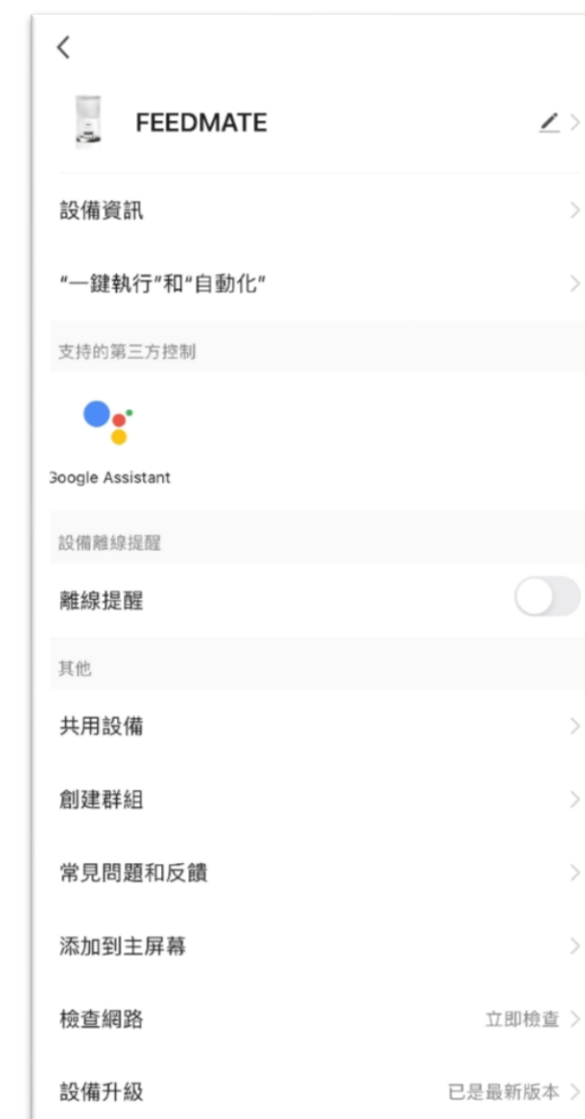 FEEDMATE
設備資訊
“一鍵執行”和“自動化”
支持的第三方控制
Google Assistant
設備離線提醒
離線提醒
其他
共用設備
創建群組
常見問題和反饋
添加到主屏幕
檢查網路 立即檢查
設備升級 已是最新版本